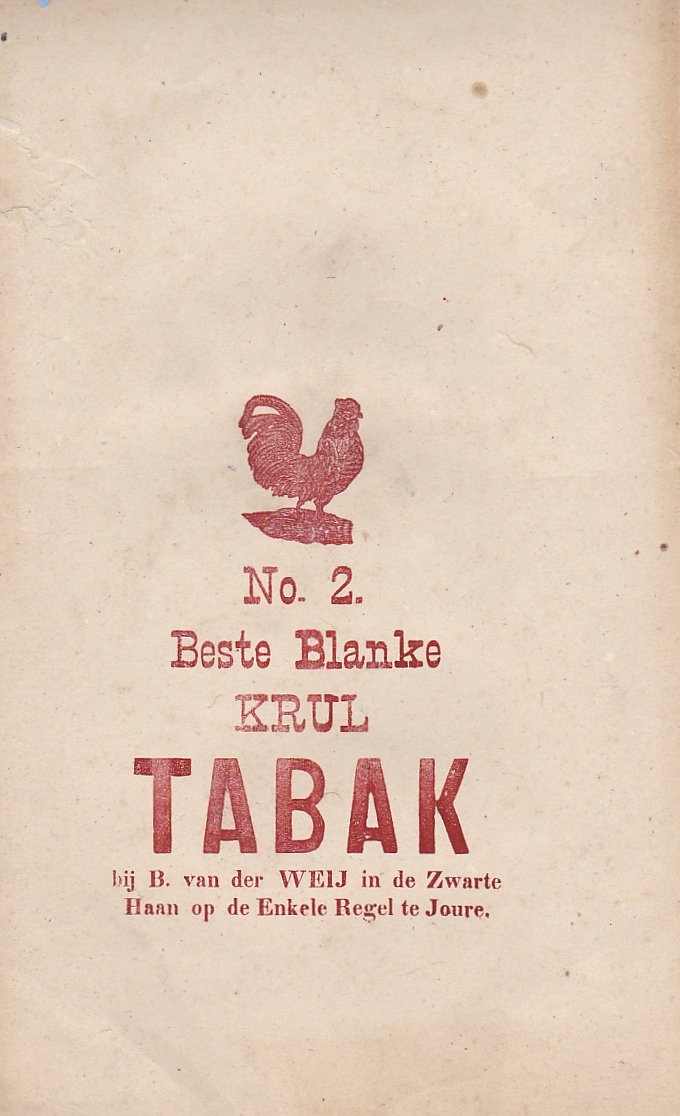 No. 2.
Beste Blanke
KRUL
TABAK
bij B. van der WEIJ in de Zwarte
Haan op de Enkele Regel te Joure.